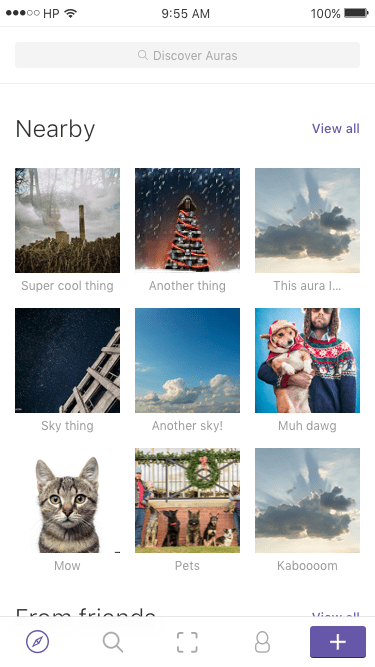 HP 9:55 AM 100%
Discover Auras
Nearby View all
Super cool thing Another thing This aura I...
Sky thing Another sky! Muh dawg
Mow Pets Kaboooom
From friends View all